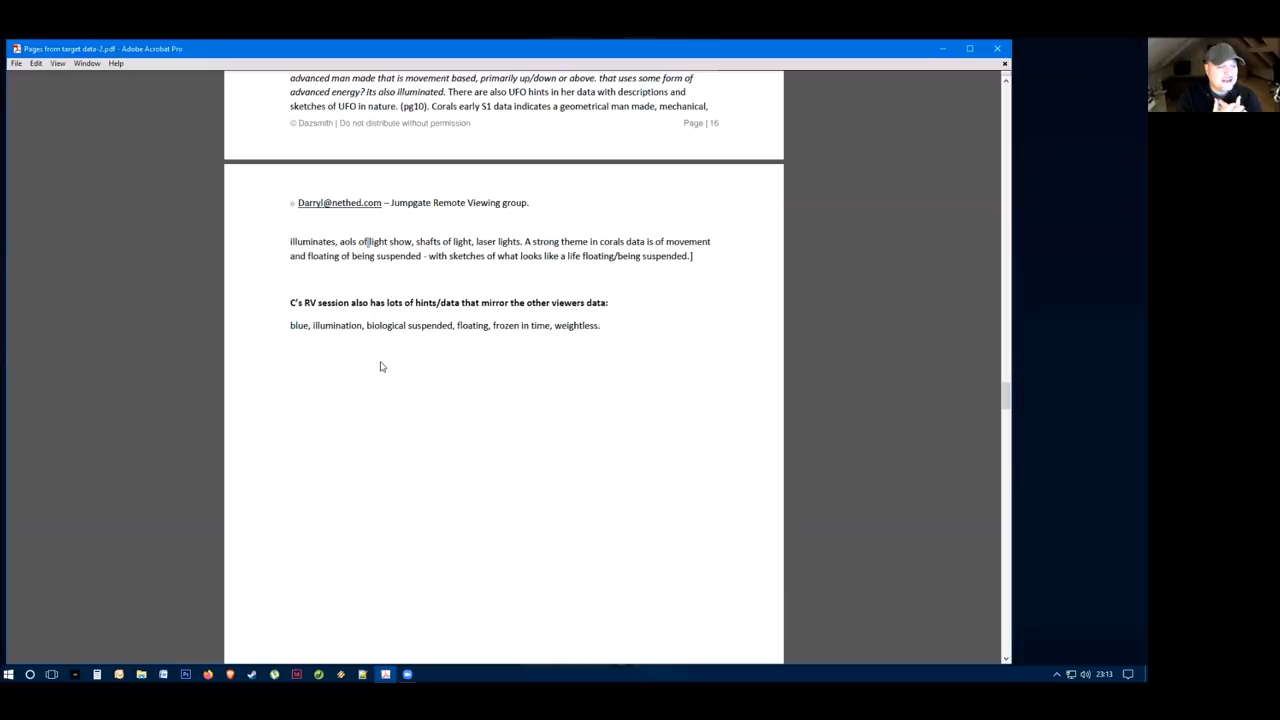 Pages from target data-2.pdf - Adobe Acrobat Pro
File Edit View Window Help
advanced man made that is movement based, primarily up/down or above. that uses some form of
advanced energy? its also illuminated. There are also UFO hints in her data with descriptions and
sketches of UFO in nature. (pg10). Corals early S1 data indicates a geometrical man made, mechanical,
© Dazsmith | Do not distribute without permission Page | 16
Darryl@nethed.com – Jumpgate Remote Viewing group.
illuminates, aols of light show, shafts of light, laser lights. A strong theme in corals data is of movement
and floating of being suspended - with sketches of what looks like a life floating/being suspended.]
C's RV session also has lots of hints/data that mirror the other viewers data:
blue, illumination, biological suspended, floating, frozen in time, weightless.
23:13